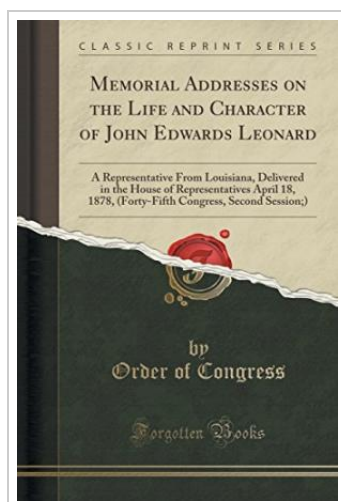 CLASSIC REPRINT SERIES
MEMORIAL ADDRESSES ON
THE LIFE AND CHARACTER
OF JOHN EDWARDS LEONARD
A Representative From Louisiana, Delivered
in the House of Representatives April 18,
1878, (Forty-Fifth Congress, Second Session;)
by
Order of Congress
Forgotten Books